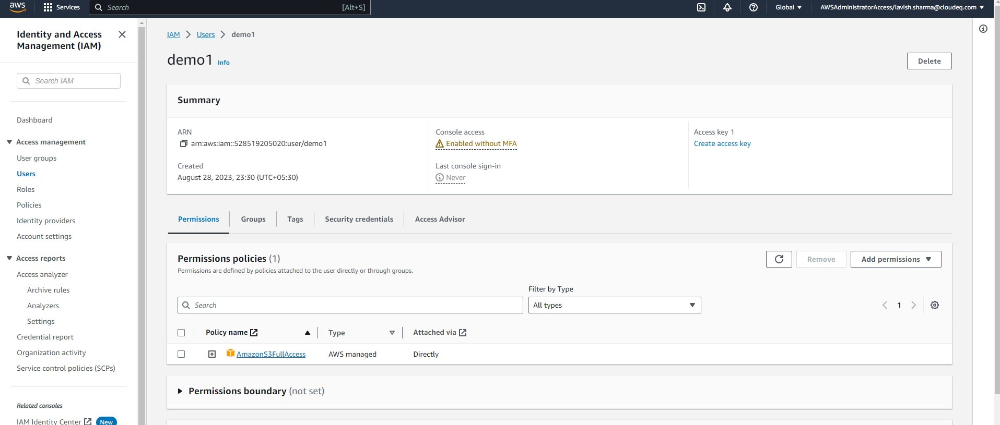 aws Services Search [Alt+S] Global AWSAdministratorAccess/lavish.sharma@cloudeq.com
Identity and Access
Management (IAM)
Search IAM
Dashboard
Access management
User groups
Users
Roles
Policies
Identity providers
Account settings
Access reports
Access analyzer
Archive rules
Analyzers
Settings
Credential report
Organization activity
Service control policies (SCPs)
Related consoles
IAM Identity Center New
IAM > Users > demo1
demo1 Info
Delete
Summary
ARN
arn:aws:iam::528519205020:user/demo1
Created
August 28, 2023, 23:30 (UTC+05:30)
Console access
Enabled without MFA
Last console sign-in
Never
Access key 1
Create access key
Permissions Groups Tags Security credentials Access Advisor
Permissions policies (1)
Permissions are defined by policies attached to the user directly or through groups.
Remove Add permissions
Filter by Type
Search All types 1
Policy name Type Attached via
AmazonS3FullAccess AWS managed Directly
Permissions boundary (not set)